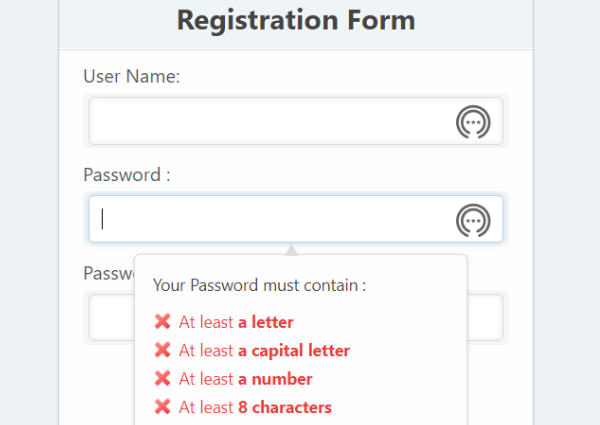 Registration Form
User Name:
Password :
Your Password must contain :
At least a letter
At least a capital letter
At least a number
At least 8 characters